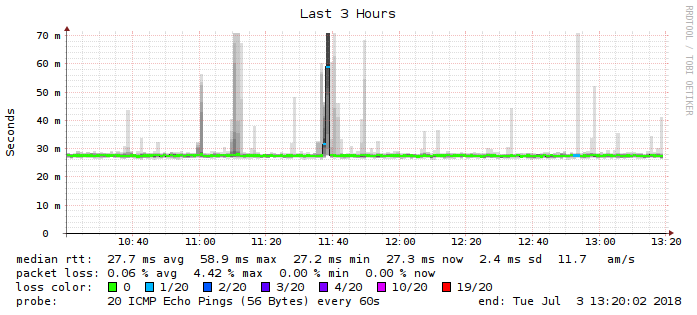 Last 3 Hours
RRDTOOL / TOBI OETIKER
Seconds
70 m
60 m
50 m
40 m
30 m
20 m
10 m
0
10:40 11:00 11:20 11:40 12:00 12:20 12:40 13:00 13:20
median rtt: 27.7 ms avg 58.9 ms max 27.2 ms min 27.3 ms now 2.4 ms sd 11.7 am/s
packet loss: 0.06 % avg 4.42 % max 0.00 % min 0.00 % now
loss color: 0 1/20 2/20 3/20 4/20 10/20 19/20
probe: 20 ICMP Echo Pings (56 Bytes) every 60s end: Tue Jul 3 13:20:02 2018